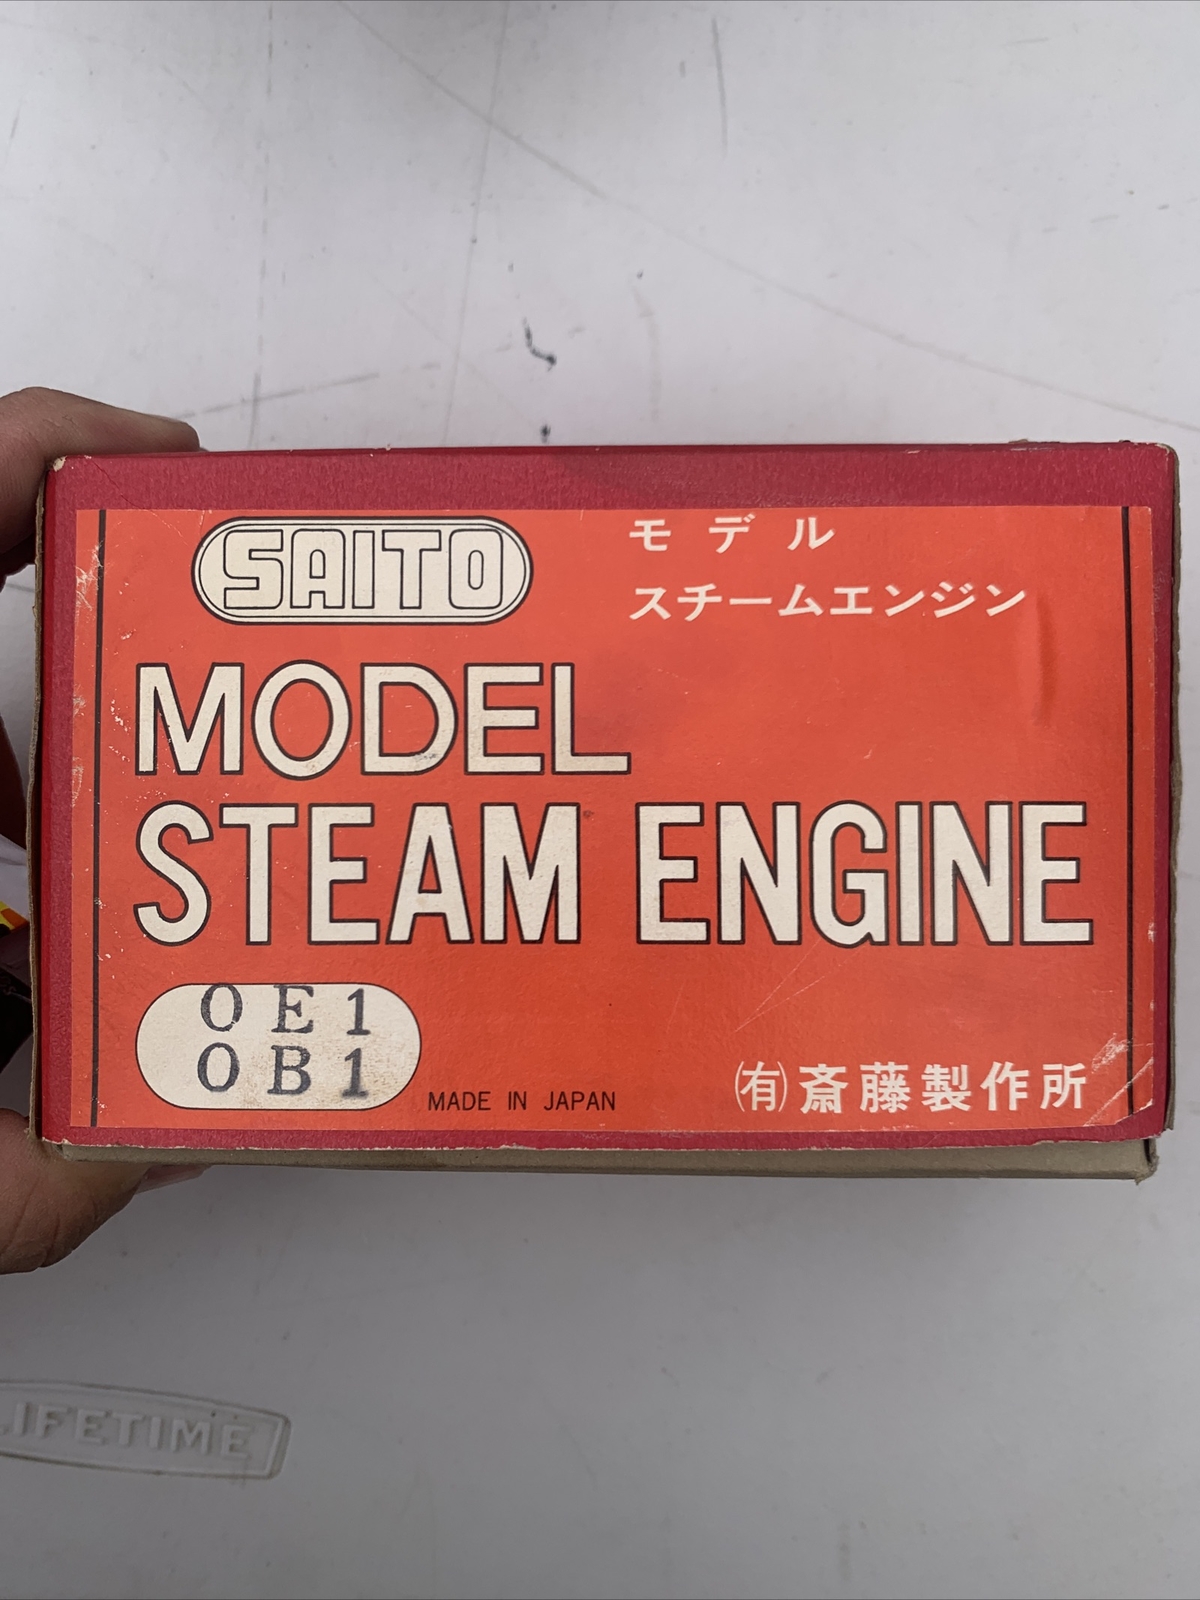 SAITO
モデル
スチームエンジン
MODEL
STEAM ENGINE
OE1
OB1
MADE IN JAPAN
㈲斎藤製作所
LIFETIME